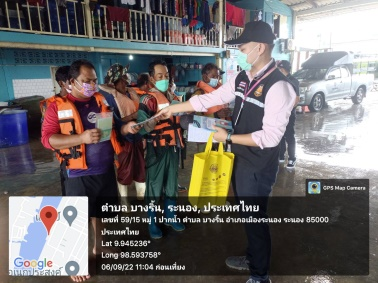 GPS Map Camera
ตำบล บางริ้น, ระนอง, ประเทศไทย
เลขที่ 59/15 หมู่ 1 ปากน้ำ ตำบล บางริ้น อำเภอเมืองระนอง ระนอง 85000
ประเทศไทย
Lat 9.945236°
Long 98.593758°
06/09/22 11:04 ก่อนเที่ยง
Google